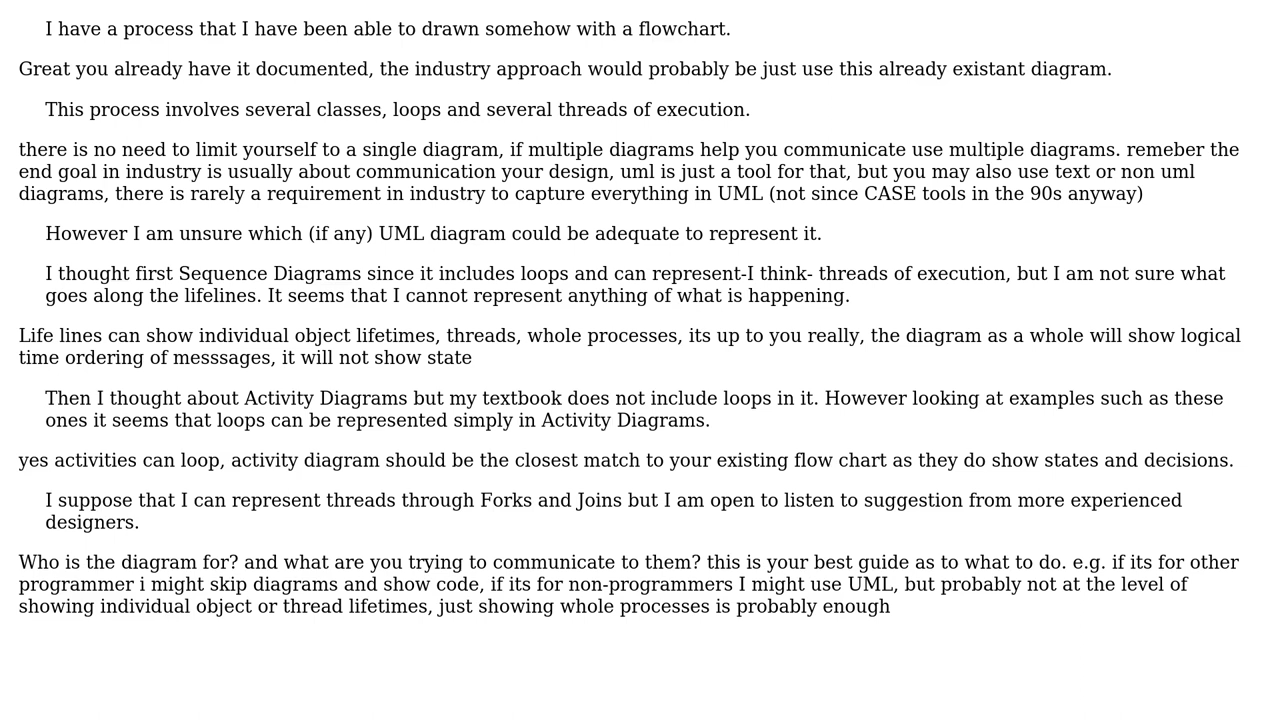 I have a process that I have been able to drawn somehow with a flowchart.
Great you already have it documented, the industry approach would probably be just use this already existant diagram.
This process involves several classes, loops and several threads of execution.
there is no need to limit yourself to a single diagram, if multiple diagrams help you communicate use multiple diagrams. remeber the
end goal in industry is usually about communication your design, uml is just a tool for that, but you may also use text or non uml
diagrams, there is rarely a requirement in industry to capture everything in UML (not since CASE tools in the 90s anyway)
However I am unsure which (if any) UML diagram could be adequate to represent it.
I thought first Sequence Diagrams since it includes loops and can represent-I think- threads of execution, but I am not sure what
goes along the lifelines. It seems that I cannot represent anything of what is happening.
Life lines can show individual object lifetimes, threads, whole processes, its up to you really, the diagram as a whole will show logical
time ordering of messsages, it will not show state
Then I thought about Activity Diagrams but my textbook does not include loops in it. However looking at examples such as these
ones it seems that loops can be represented simply in Activity Diagrams.
yes activities can loop, activity diagram should be the closest match to your existing flow chart as they do show states and decisions.
I suppose that I can represent threads through Forks and Joins but I am open to listen to suggestion from more experienced
designers.
Who is the diagram for? and what are you trying to communicate to them? this is your best guide as to what to do. e.g. if its for other
programmer i might skip diagrams and show code, if its for non-programmers I might use UML, but probably not at the level of
showing individual object or thread lifetimes, just showing whole processes is probably enough